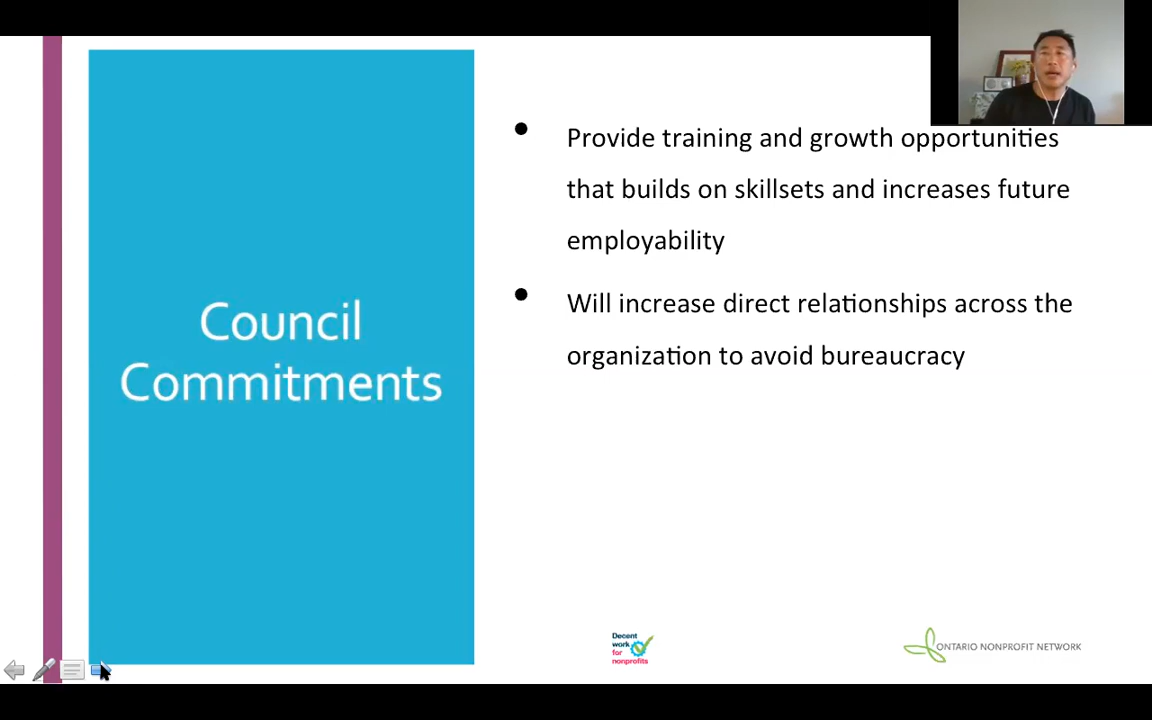 Council
Commitments
• Provide training and growth opportunities
that builds on skillsets and increases future
employability
• Will increase direct relationships across the
organization to avoid bureaucracy
Decent
work
for
nonprofits
ONTARIO NONPROFIT NETWORK